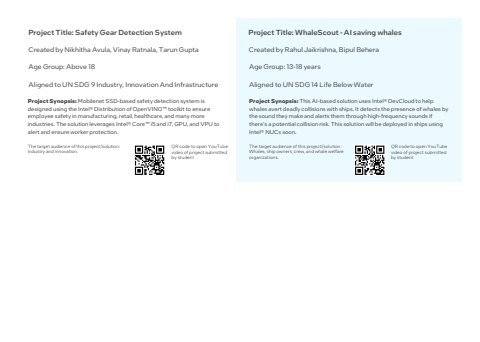 Project Title: Safety Gear Detection System
Created by Nikhitha Avula, Vinay Ratnala, Tarun Gupta
Age Group: Above 18
Aligned to UN SDG 9 Industry, Innovation And Infrastructure
Project Synopsis: Mobilenet SSD-based safety detection system is
designed using the Intel® Distribution of OpenVINO™ toolkit to ensure
employee safety in manufacturing, retail, healthcare, and many more
industries. The solution leverages Intel® Core™ i5 and i7, GPU, and VPU to
alert and ensure worker protection.
The target audience of this project/solution:
Industry and Innovation.
QR code to open YouTube
video of project submitted
by student
Project Title: WhaleScout - AI saving whales
Created by Rahul Jaikrishna, Bipul Behera
Age Group: 13-18 years
Aligned to UN SDG 14 Life Below Water
Project Synopsis: This AI-based solution uses Intel® DevCloud to help
whales avert deadly collisions with ships. It detects the presence of whales by
the sound they make and alerts them through high-frequency sounds if
there's a potential collision risk. This solution will be deployed in ships using
Intel® NUCs soon.
The target audience of this project/solution:
Whales, ship owners, crew, and whale welfare
organizations.
QR code to open YouTube
video of project submitted
by student